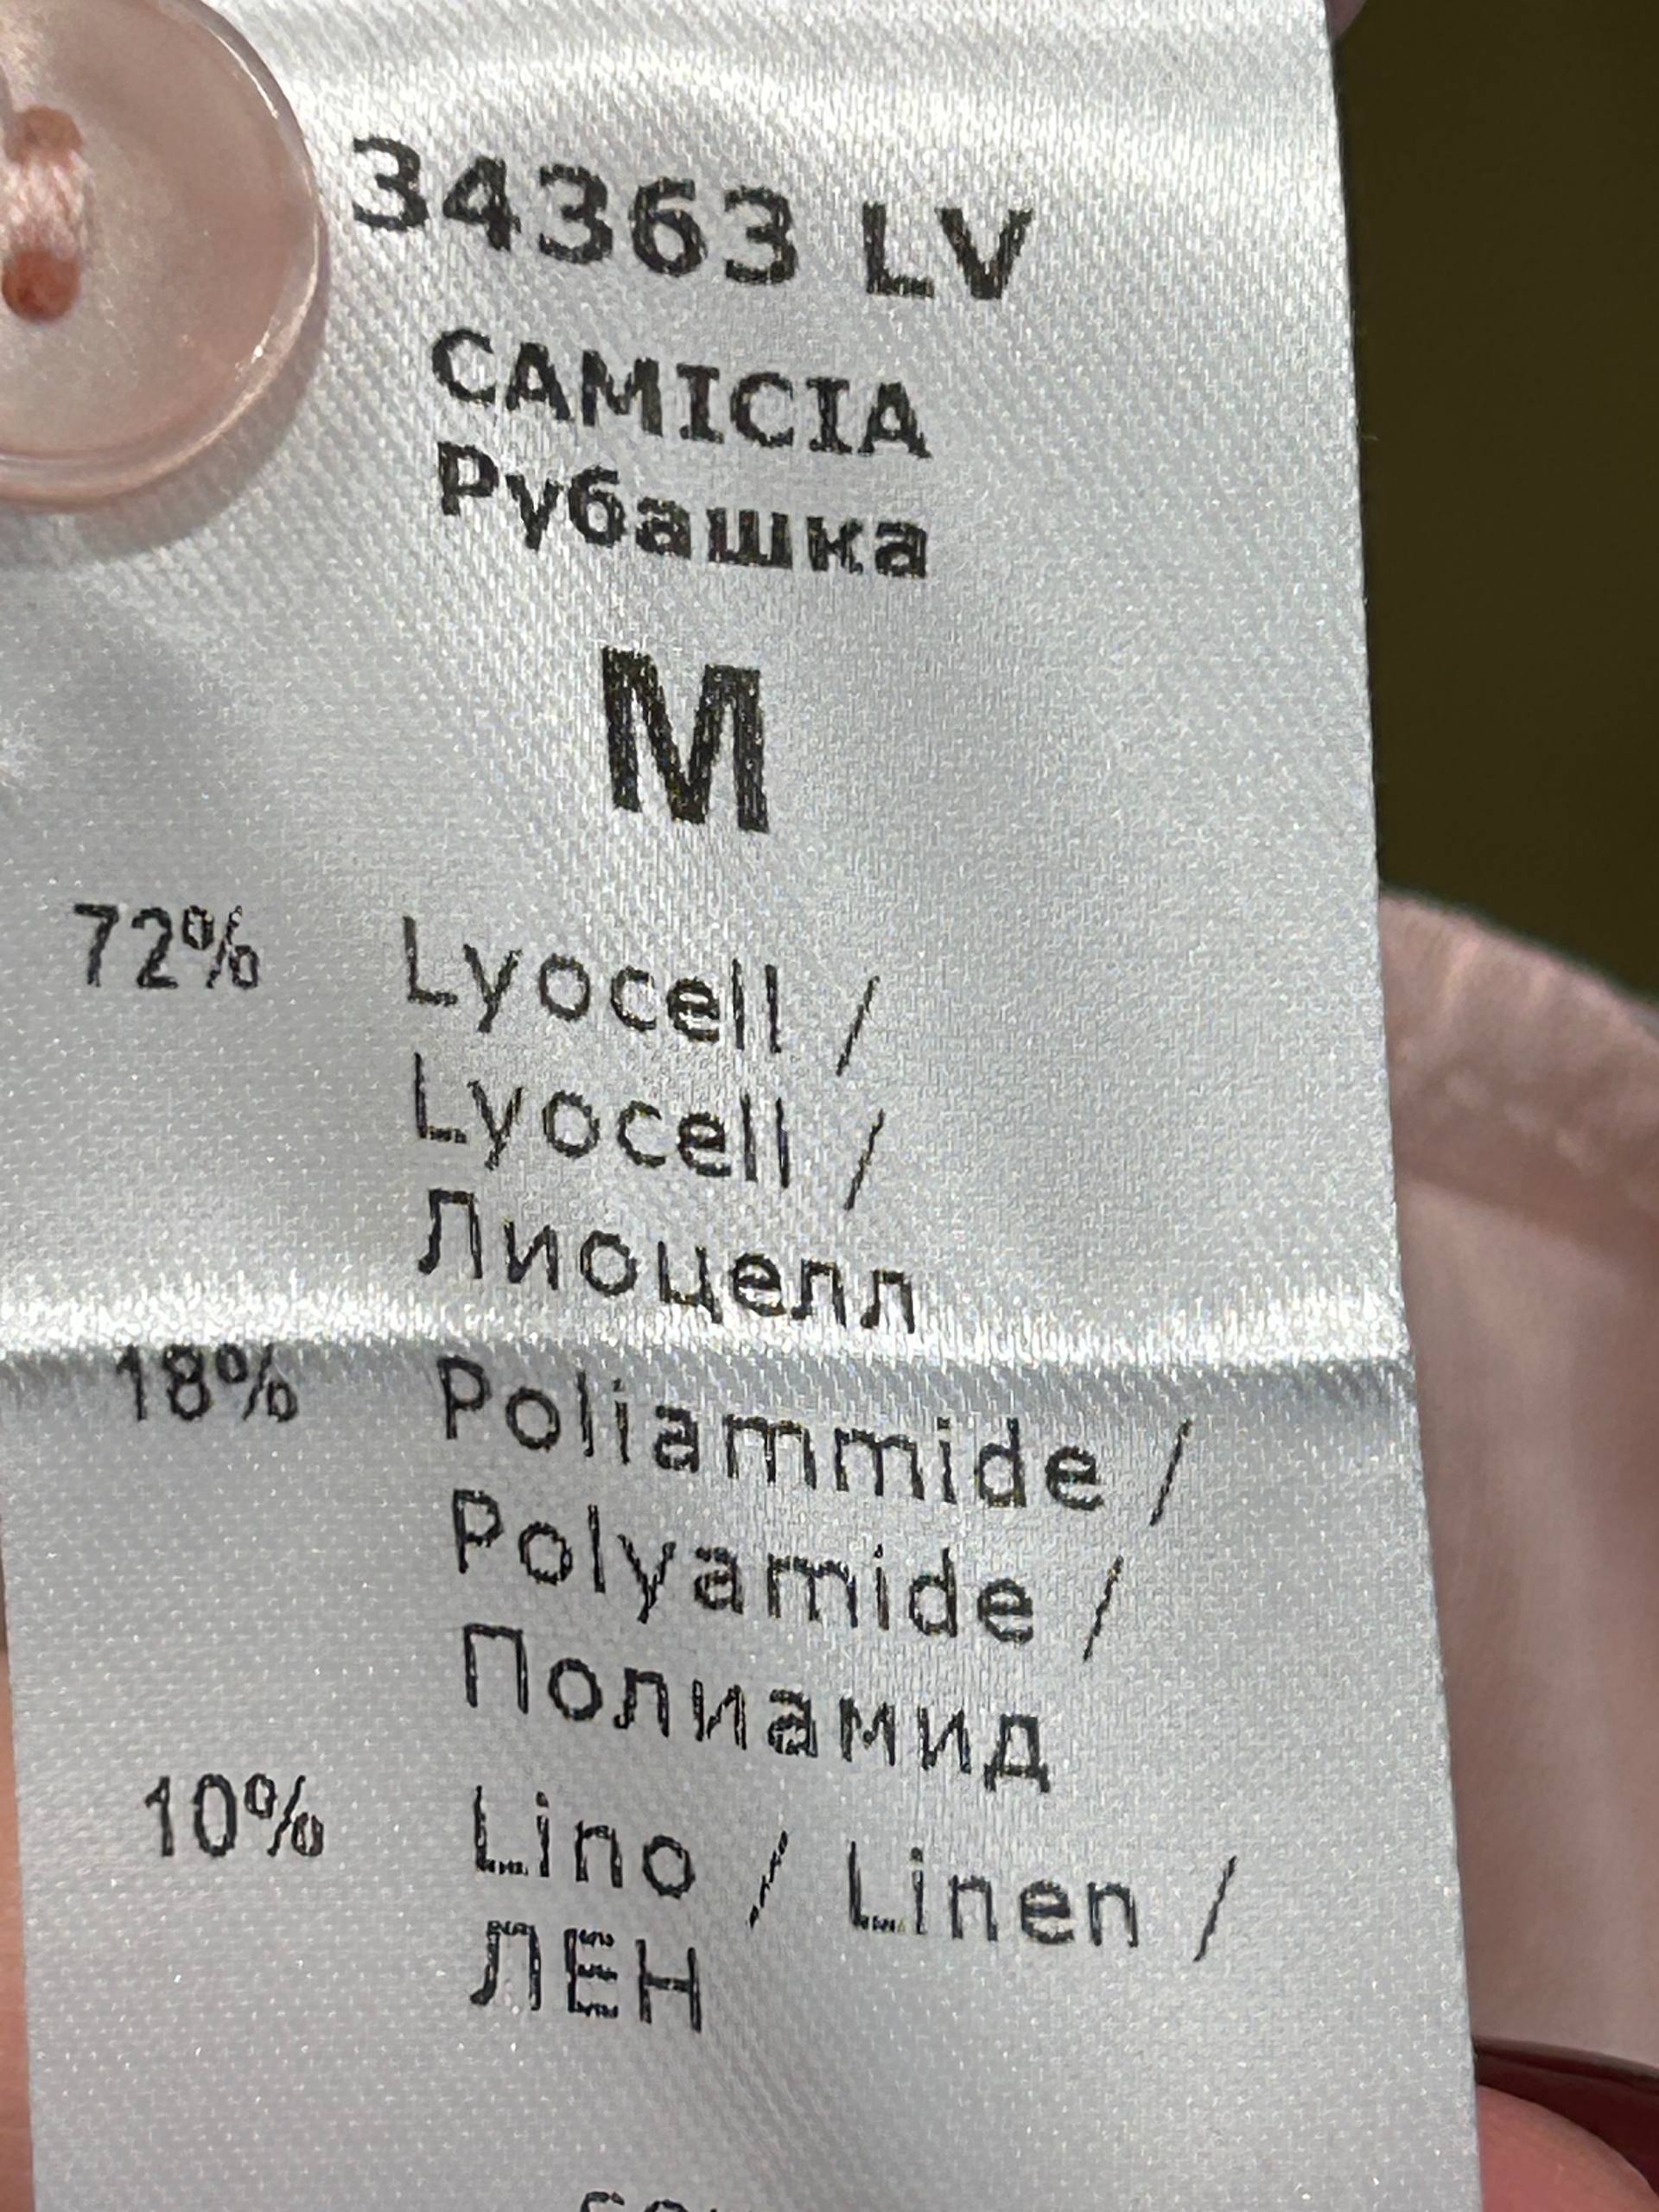 34363 LV
CAMICIA
Рубашка
M
72% Lyocell /
Lyocell /
Лиоцелл
18% Poliammide /
Polyamide /
Полиамид
10% Lino / Linen /
ЛЕН